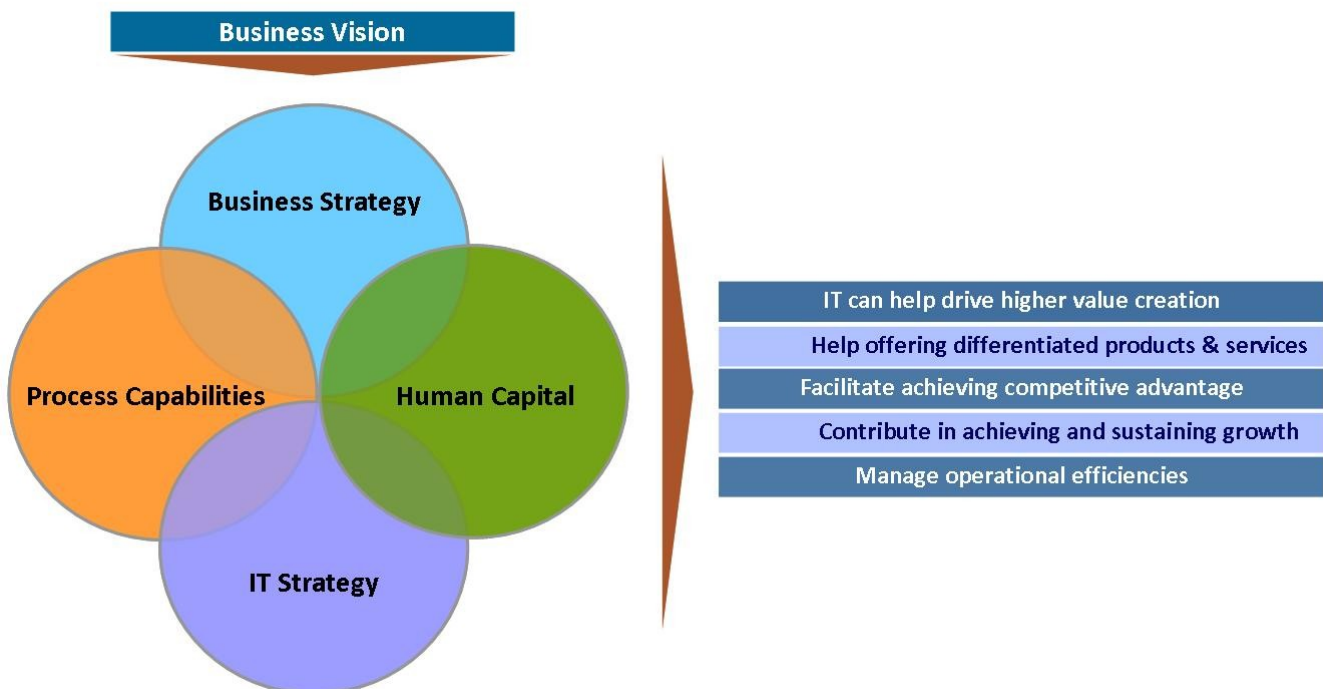 Business Vision
Business Strategy
Process Capabilities
Human Capital
IT Strategy
IT can help drive higher value creation
Help offering differentiated products & services
Facilitate achieving competitive advantage
Contribute in achieving and sustaining growth
Manage operational efficiencies